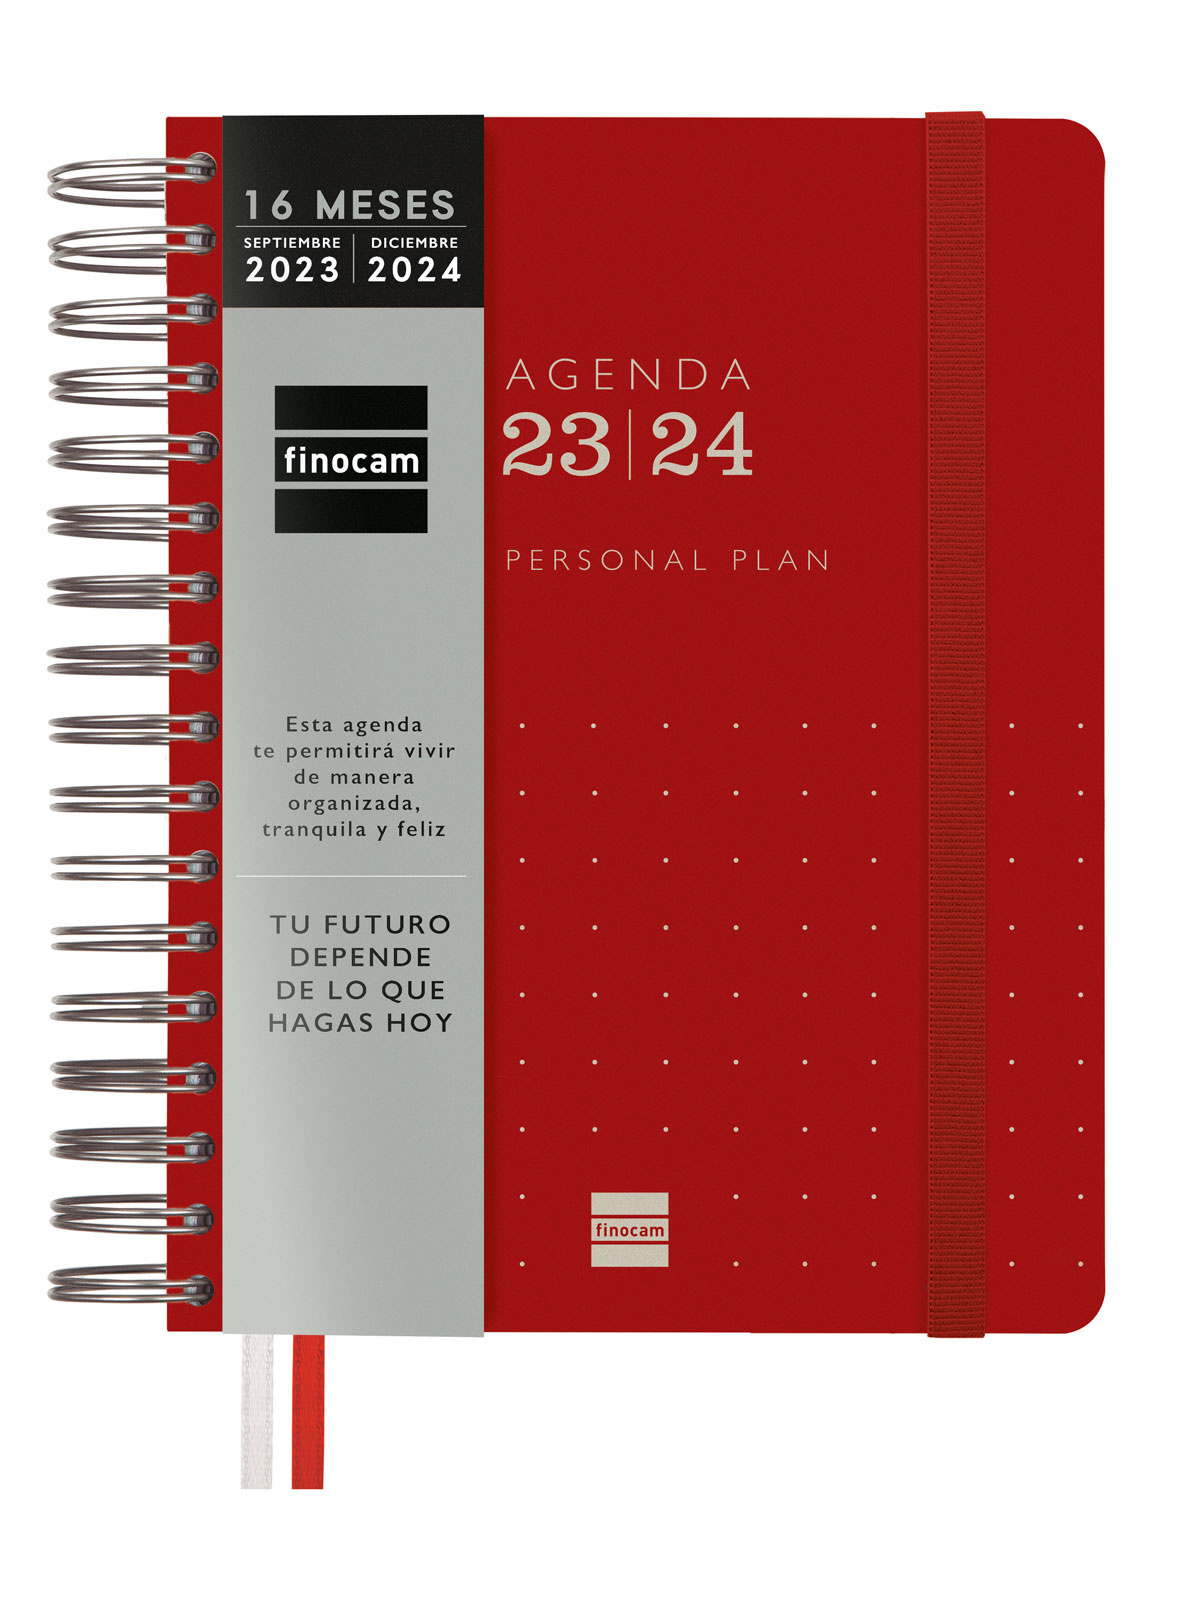 16 MESES
SEPTIEMBRE
2023
DICIEMBRE
2024
finocam
Esta agenda
te permitirá vivir
de manera
organizada,
tranquila y feliz
TU FUTURO
DEPENDE
DE LO QUE
HAGAS HOY
AGENDA
23|24
PERSONAL PLAN
finocam